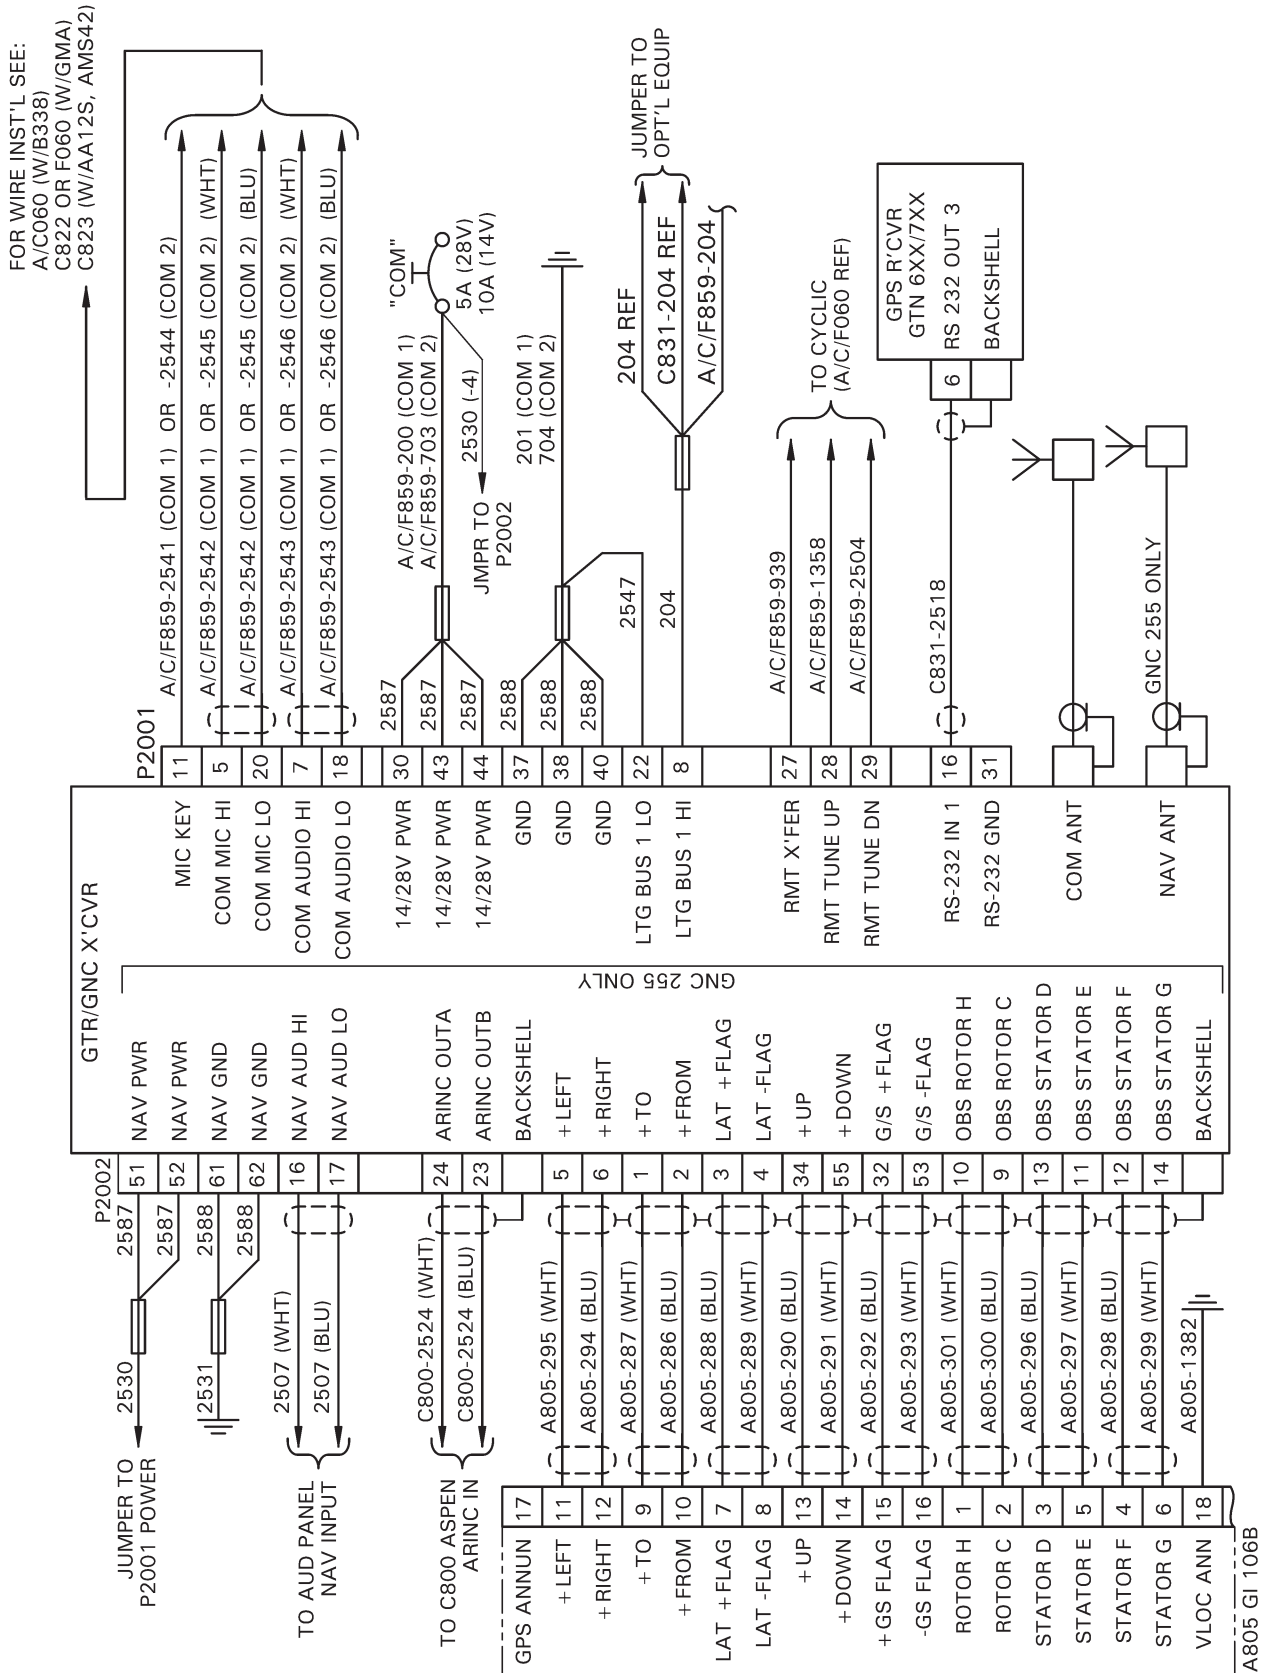 FOR WIRE INST'L SEE:
A/C060 (W/B338)
C822 OR F060 (W/GMA)
C823 (W/AA12S, AMS42)
GTR/GNC X'CVR
P2001
11 MIC KEY A/C/F859-2541 (COM 1) OR -2544 (COM 2)
5 COM MIC HI A/C/F859-2542 (COM 1) OR -2545 (COM 2) (WHT)
20 COM MIC LO A/C/F859-2542 (COM 1) OR -2545 (COM 2) (BLU)
7 COM AUDIO HI A/C/F859-2543 (COM 1) OR -2546 (COM 2) (WHT)
18 COM AUDIO LO A/C/F859-2543 (COM 1) OR -2546 (COM 2) (BLU)
30 14/28V PWR 2587
43 14/28V PWR 2587
44 14/28V PWR 2587
A/C/F859-200 (COM 1)
A/C/F859-703 (COM 2)
"COM"
5A (28V)
10A (14V)
2530 (-4)
JMPR TO
P2002
37 GND 2588
38 GND 2588
40 GND 2588
201 (COM 1)
704 (COM 2)
22 LTG BUS 1 LO 2547
8 LTG BUS 1 HI 204
204 REF
C831-204 REF
A/C/F859-204
JUMPER TO
OPT'L EQUIP
27 RMT X'FER A/C/F859-939
28 RMT TUNE UP A/C/F859-1358
29 RMT TUNE DN A/C/F859-2504
TO CYCLIC
(A/C/F060 REF)
16 RS-232 IN 1 C831-2518
31 RS-232 GND
GPS R'CVR
GTN 6XX/7XX
6 RS 232 OUT 3
BACKSHELL
COM ANT
NAV ANT GNC 255 ONLY
GNC 255 ONLY
P2002
51 NAV PWR 2587
52 NAV PWR 2587
2530
JUMPER TO
P2001 POWER
61 NAV GND 2588
62 NAV GND 2588
2531
16 NAV AUD HI 2507 (WHT)
17 NAV AUD LO 2507 (BLU)
TO AUD PANEL
NAV INPUT
24 ARINC OUTA C800-2524 (WHT)
23 ARINC OUTB C800-2524 (BLU)
BACKSHELL
TO C800 ASPEN
ARINC IN
GPS ANNUN 17
+LEFT 5 A805-295 (WHT) 11 +LEFT
+RIGHT 6 A805-294 (BLU) 12 +RIGHT
+TO 1 A805-287 (WHT) 9 +TO
+FROM 2 A805-286 (BLU) 10 +FROM
LAT +FLAG 3 A805-288 (BLU) 7 LAT +FLAG
LAT -FLAG 4 A805-289 (WHT) 8 LAT -FLAG
+UP 34 A805-290 (BLU) 13 +UP
+DOWN 55 A805-291 (WHT) 14 +DOWN
G/S +FLAG 32 A805-292 (BLU) 15 +GS FLAG
G/S -FLAG 53 A805-293 (WHT) 16 -GS FLAG
OBS ROTOR H 10 A805-301 (WHT) 1 ROTOR H
OBS ROTOR C 9 A805-300 (BLU) 2 ROTOR C
OBS STATOR D 13 A805-296 (BLU) 3 STATOR D
OBS STATOR E 11 A805-297 (WHT) 5 STATOR E
OBS STATOR F 12 A805-298 (BLU) 4 STATOR F
OBS STATOR G 14 A805-299 (WHT) 6 STATOR G
BACKSHELL
A805-1382 18 VLOC ANN
A805 GI 106B